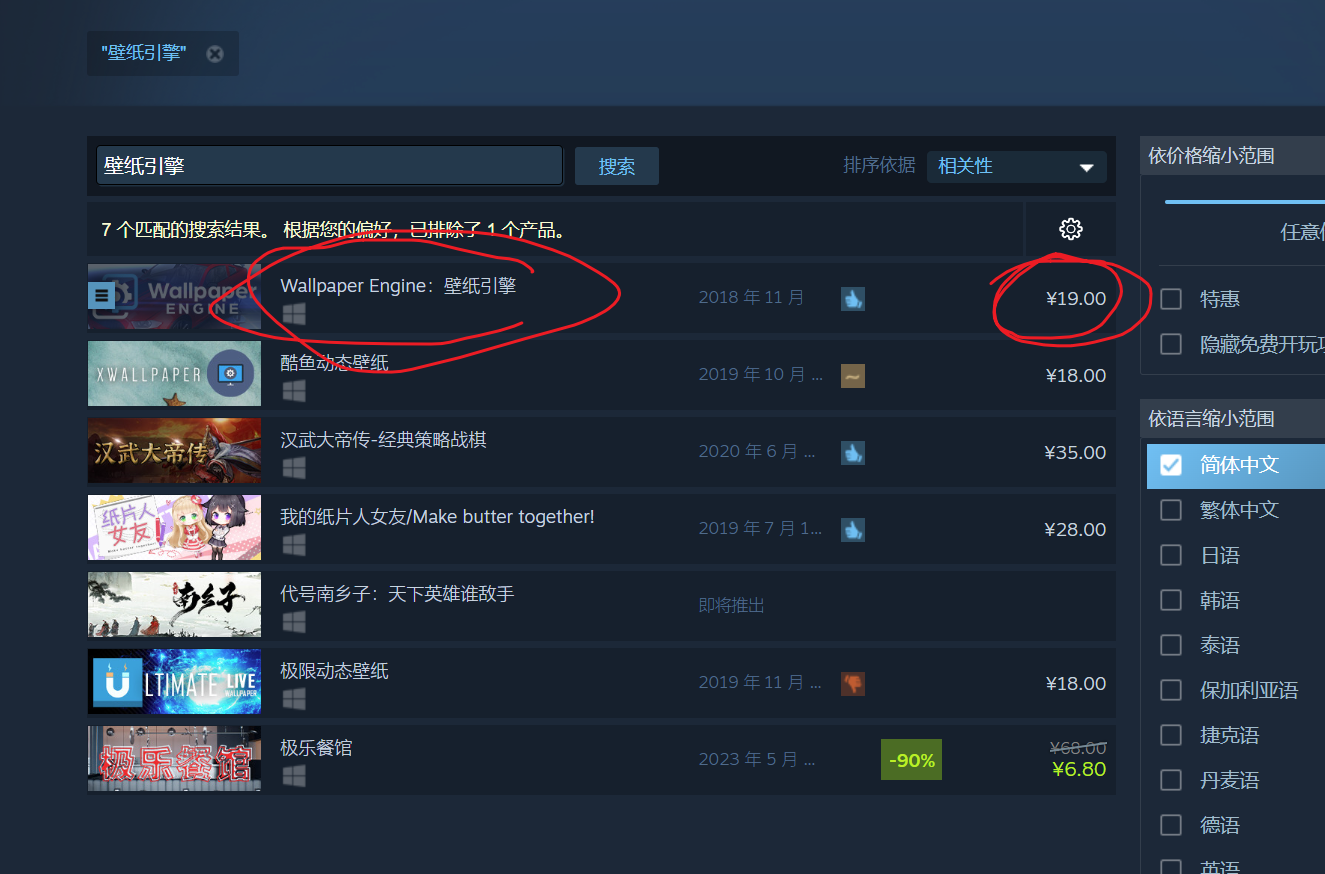 "壁纸引擎"
壁纸引擎
搜索
排序依据
相关性
7 个匹配的搜索结果。 根据您的偏好，已排除了 1 个产品。
Wallpaper ENGINE
Wallpaper Engine：壁纸引擎
2018 年 11 月
¥19.00
XWALLPAPER
酷鱼动态壁纸
2019 年 10 月 ...
¥18.00
汉武大帝传
汉武大帝传-经典策略战棋
2020 年 6 月 ...
¥35.00
纸片人
女友!
Make butter together!
我的纸片人女友/Make butter together!
2019 年 7 月 1...
¥28.00
南乡子
代号南乡子：天下英雄谁敌手
即将推出
ULTIMATE LIVE WALLPAPER
极限动态壁纸
2019 年 11 月 ...
¥18.00
极乐餐馆
极乐餐馆
2023 年 5 月 ...
-90%
¥68.00
¥6.80
依价格缩小范围
任意
特惠
隐藏免费开玩
依语言缩小范围
简体中文
繁体中文
日语
韩语
泰语
保加利亚语
捷克语
丹麦语
德语
英语